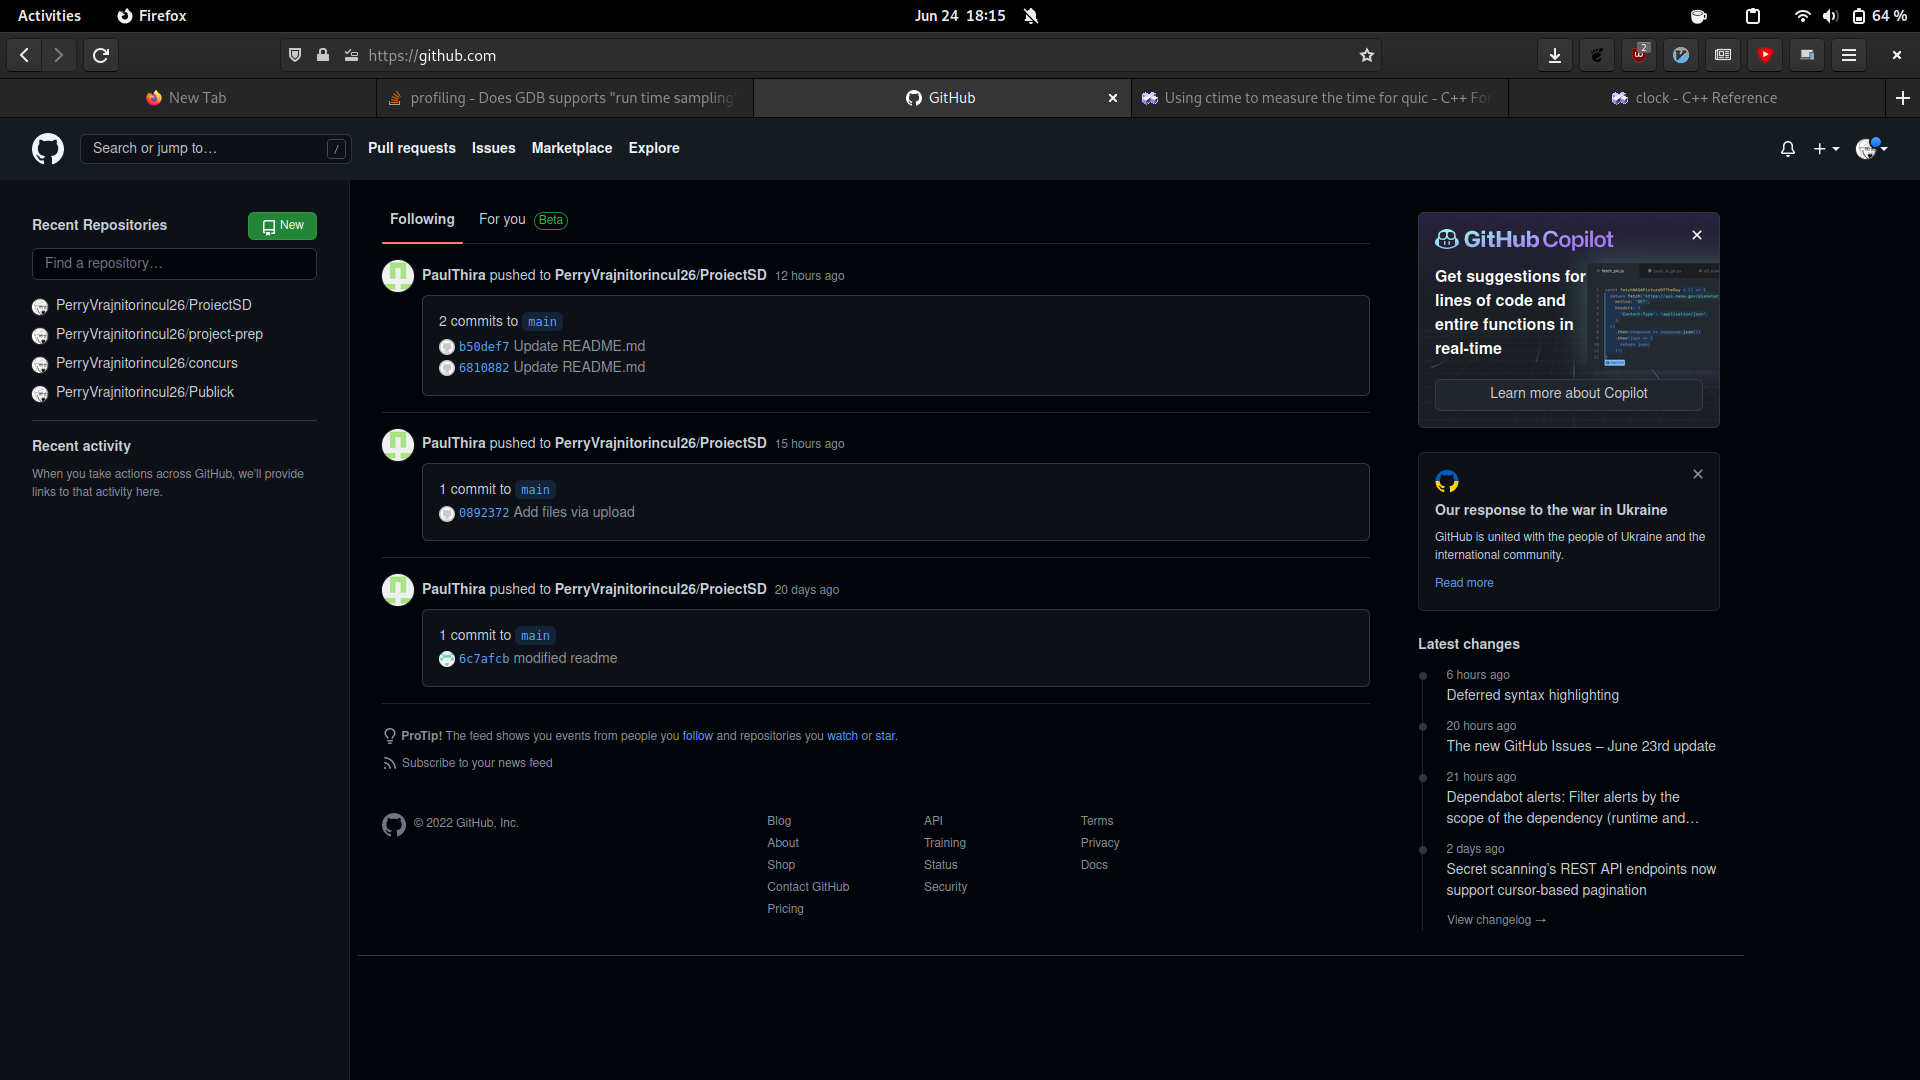 Activities Firefox Jun 24 18:15 64 %
https://github.com 2
New Tab profiling - Does GDB supports "run time sampling" GitHub Using ctime to measure the time for quic - C++ For clock - C++ Reference
Search or jump to… / Pull requests Issues Marketplace Explore
Recent Repositories New
Find a repository…
PerryVrajnitorincul26/ProiectSD
PerryVrajnitorincul26/project-prep
PerryVrajnitorincul26/concurs
PerryVrajnitorincul26/Publick
Recent activity
When you take actions across GitHub, we'll provide
links to that activity here.
Following For you Beta
PaulThira pushed to PerryVrajnitorincul26/ProiectSD 12 hours ago
2 commits to main
b50def7 Update README.md
6810882 Update README.md
PaulThira pushed to PerryVrajnitorincul26/ProiectSD 15 hours ago
1 commit to main
0892372 Add files via upload
PaulThira pushed to PerryVrajnitorincul26/ProiectSD 20 days ago
1 commit to main
6c7afcb modified readme
ProTip! The feed shows you events from people you follow and repositories you watch or star.
Subscribe to your news feed
© 2022 GitHub, Inc.
Blog
About
Shop
Contact GitHub
Pricing
API
Training
Status
Security
Terms
Privacy
Docs
GitHub Copilot
Get suggestions for
lines of code and
entire functions in
real-time
Learn more about Copilot
Our response to the war in Ukraine
GitHub is united with the people of Ukraine and the
international community.
Read more
Latest changes
6 hours ago
Deferred syntax highlighting
20 hours ago
The new GitHub Issues – June 23rd update
21 hours ago
Dependabot alerts: Filter alerts by the
scope of the dependency (runtime and…
2 days ago
Secret scanning's REST API endpoints now
support cursor-based pagination
View changelog →